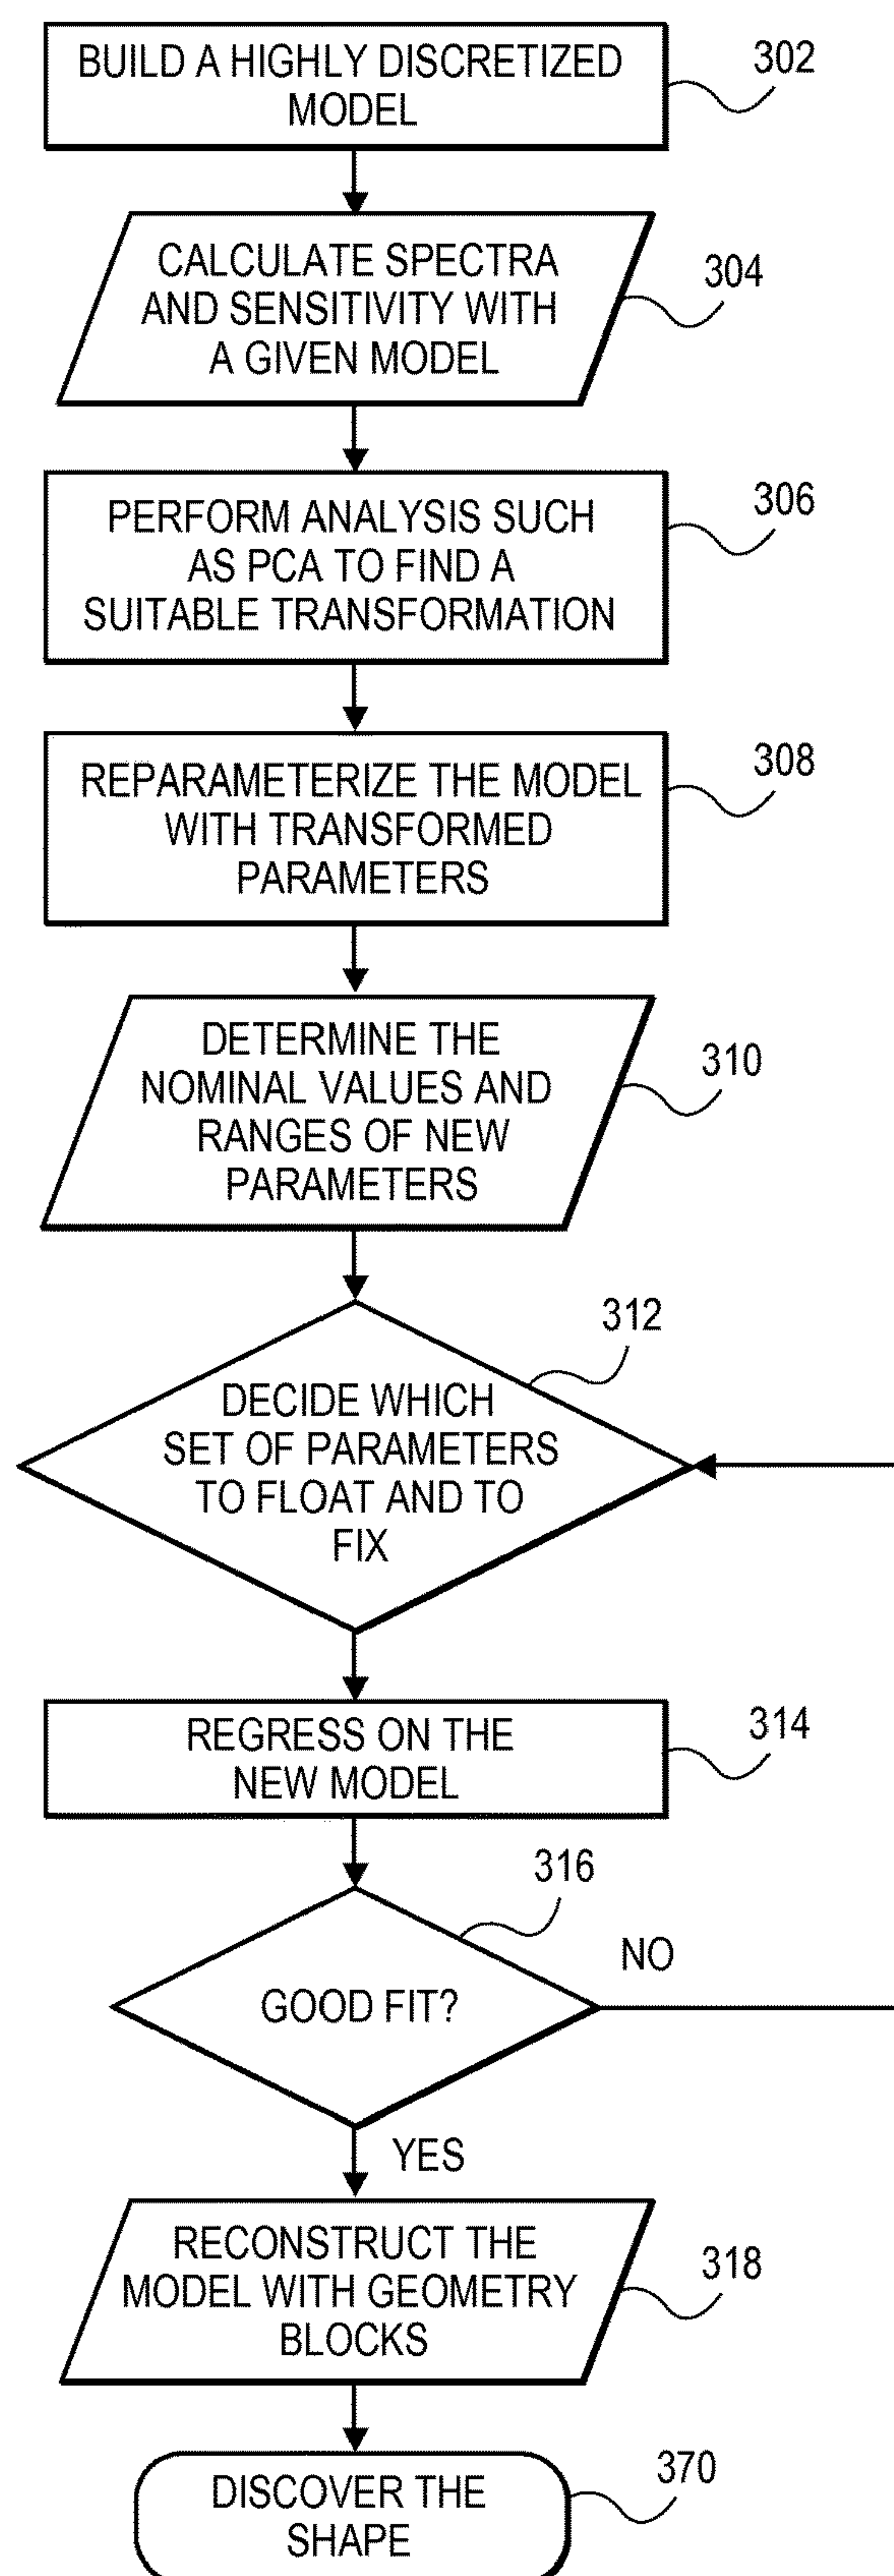 BUILD A HIGHLY DISCRETIZED
MODEL
302
CALCULATE SPECTRA
AND SENSITIVITY WITH
A GIVEN MODEL
304
PERFORM ANALYSIS SUCH
AS PCA TO FIND A
SUITABLE TRANSFORMATION
306
REPARAMETERIZE THE MODEL
WITH TRANSFORMED
PARAMETERS
308
DETERMINE THE
NOMINAL VALUES AND
RANGES OF NEW
PARAMETERS
310
DECIDE WHICH
SET OF PARAMETERS
TO FLOAT AND TO
FIX
312
REGRESS ON THE
NEW MODEL
314
GOOD FIT?
316
NO
YES
RECONSTRUCT THE
MODEL WITH GEOMETRY
BLOCKS
318
DISCOVER THE
SHAPE
370